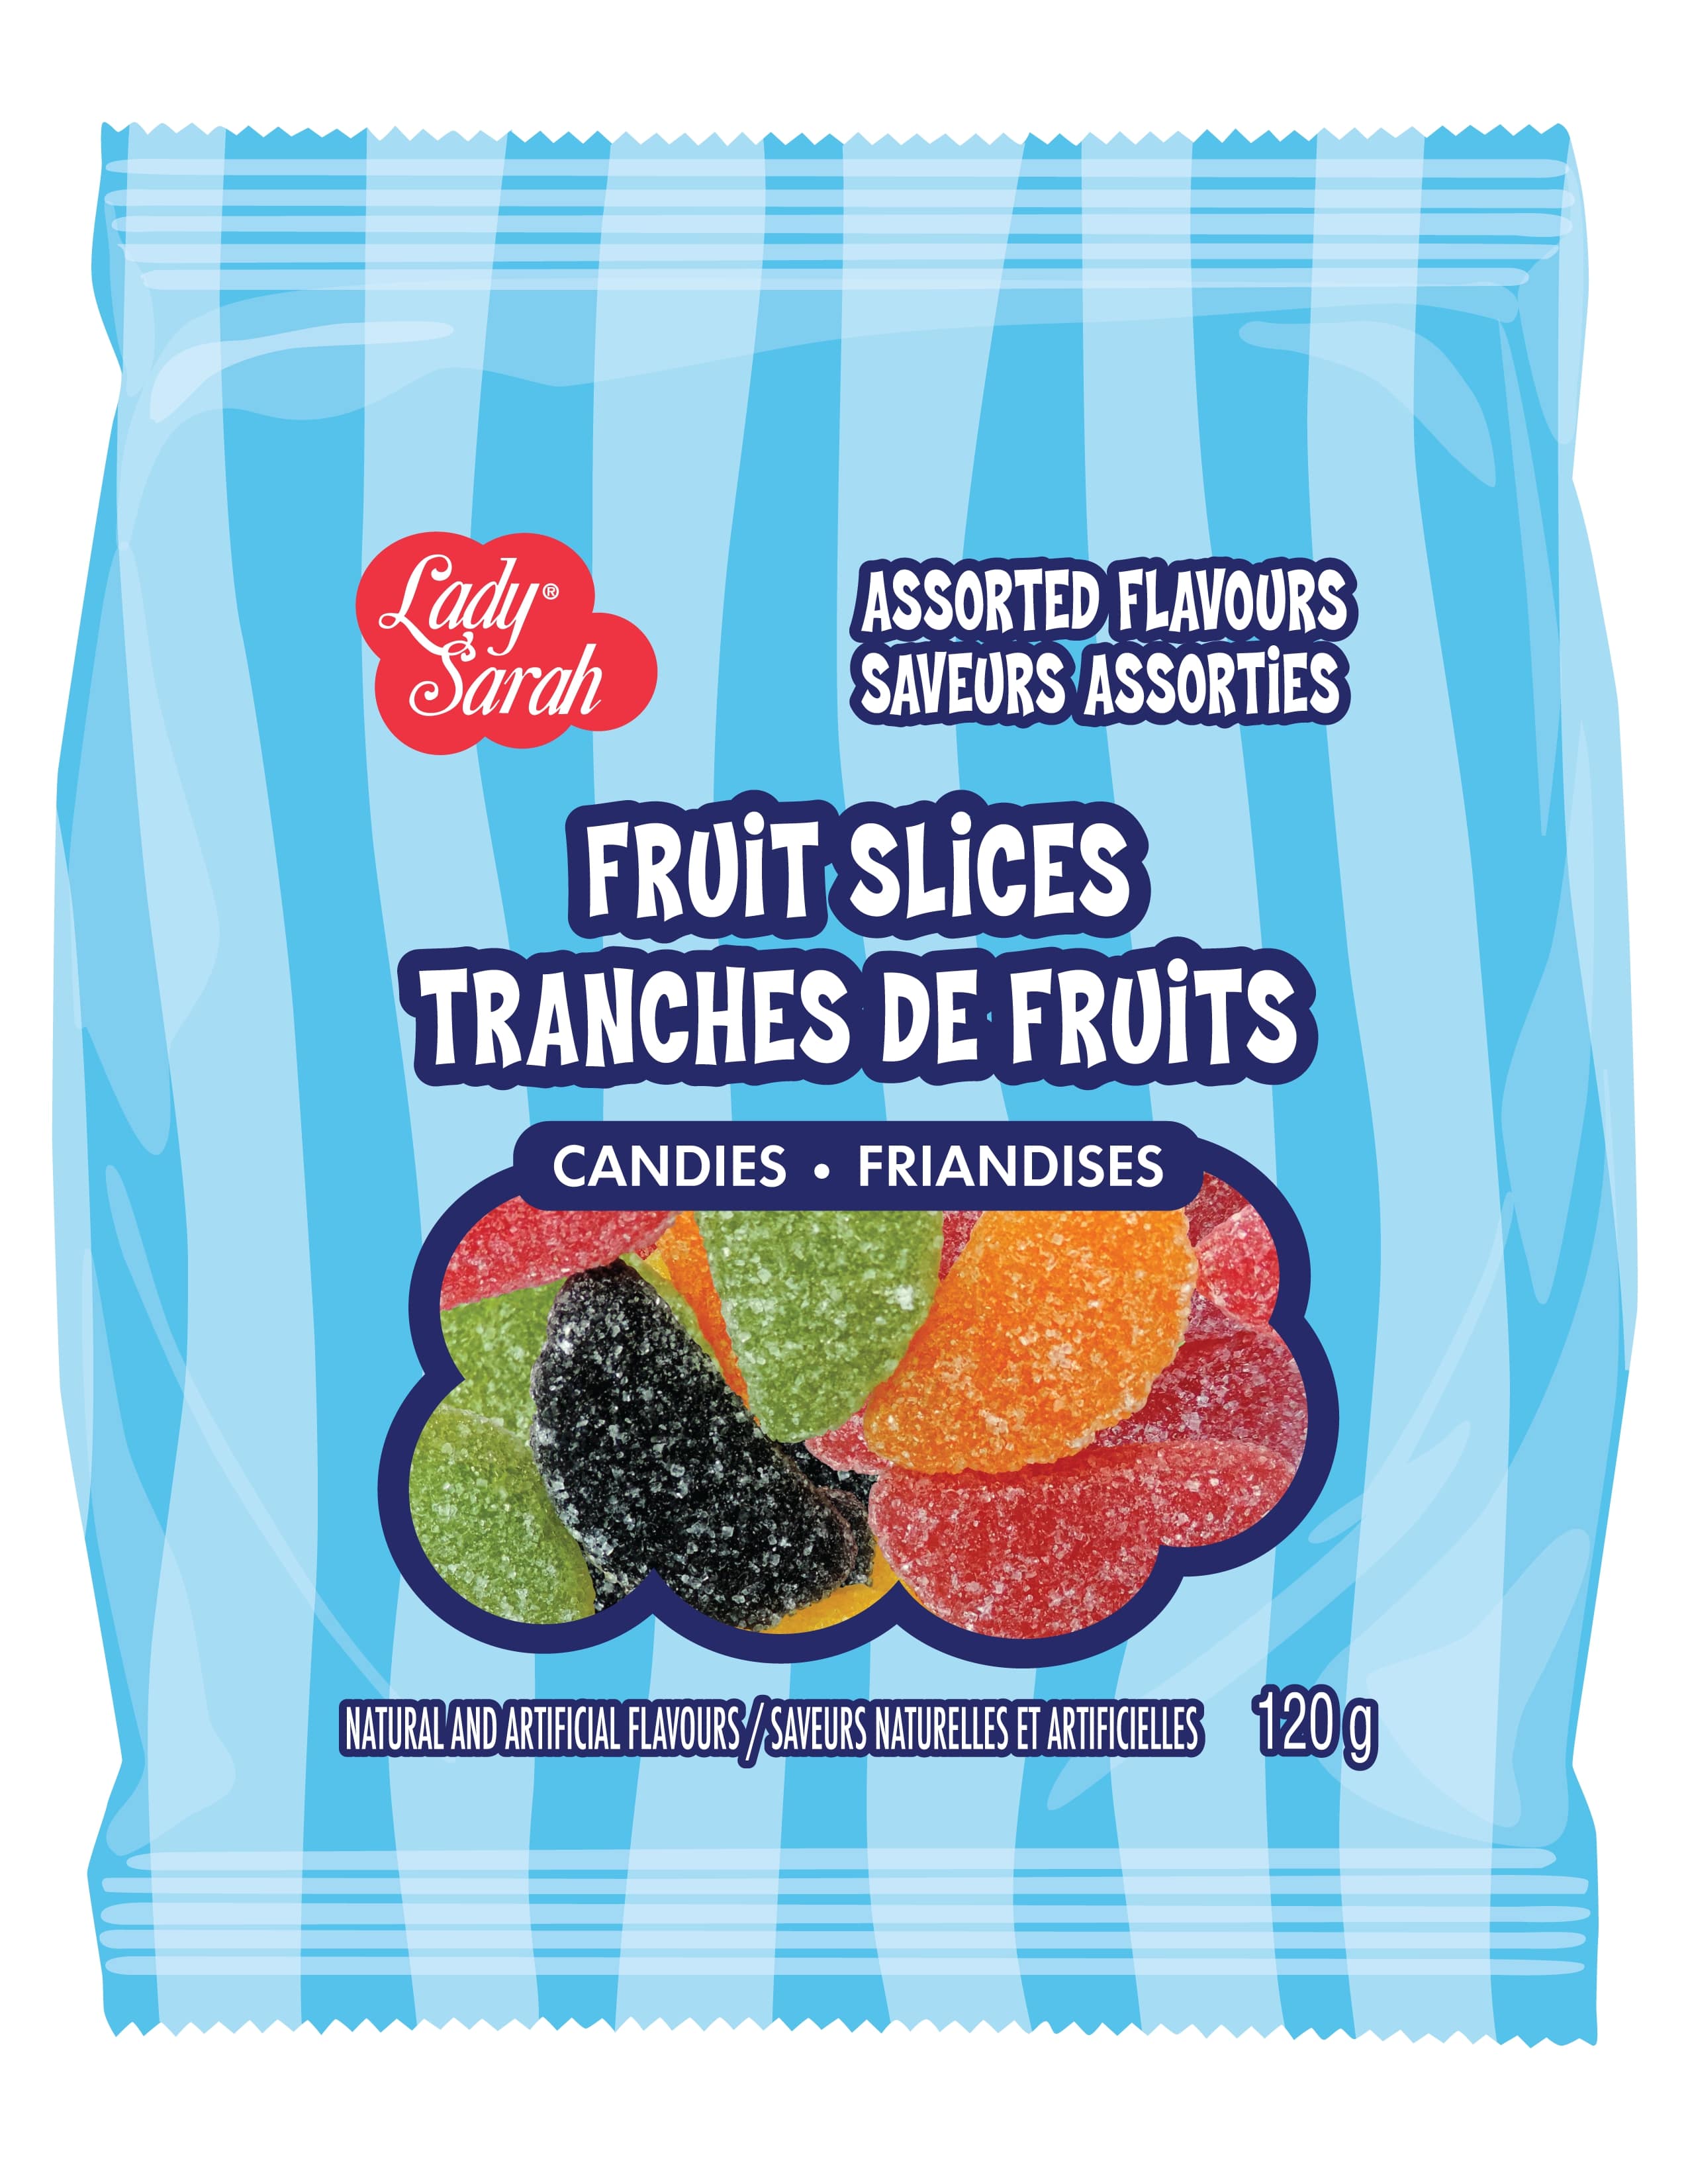 Lady®
Sarah
ASSORTED FLAVOURS
SAVEURS ASSORTiES
FRUiT SLiCES
TRANCHES DE FRUiTS
CANDIES • FRIANDISES
NATURAL AND ARTIFICIAL FLAVOURS / SAVEURS NATURELLES ET ARTIFICIELLES
120 g